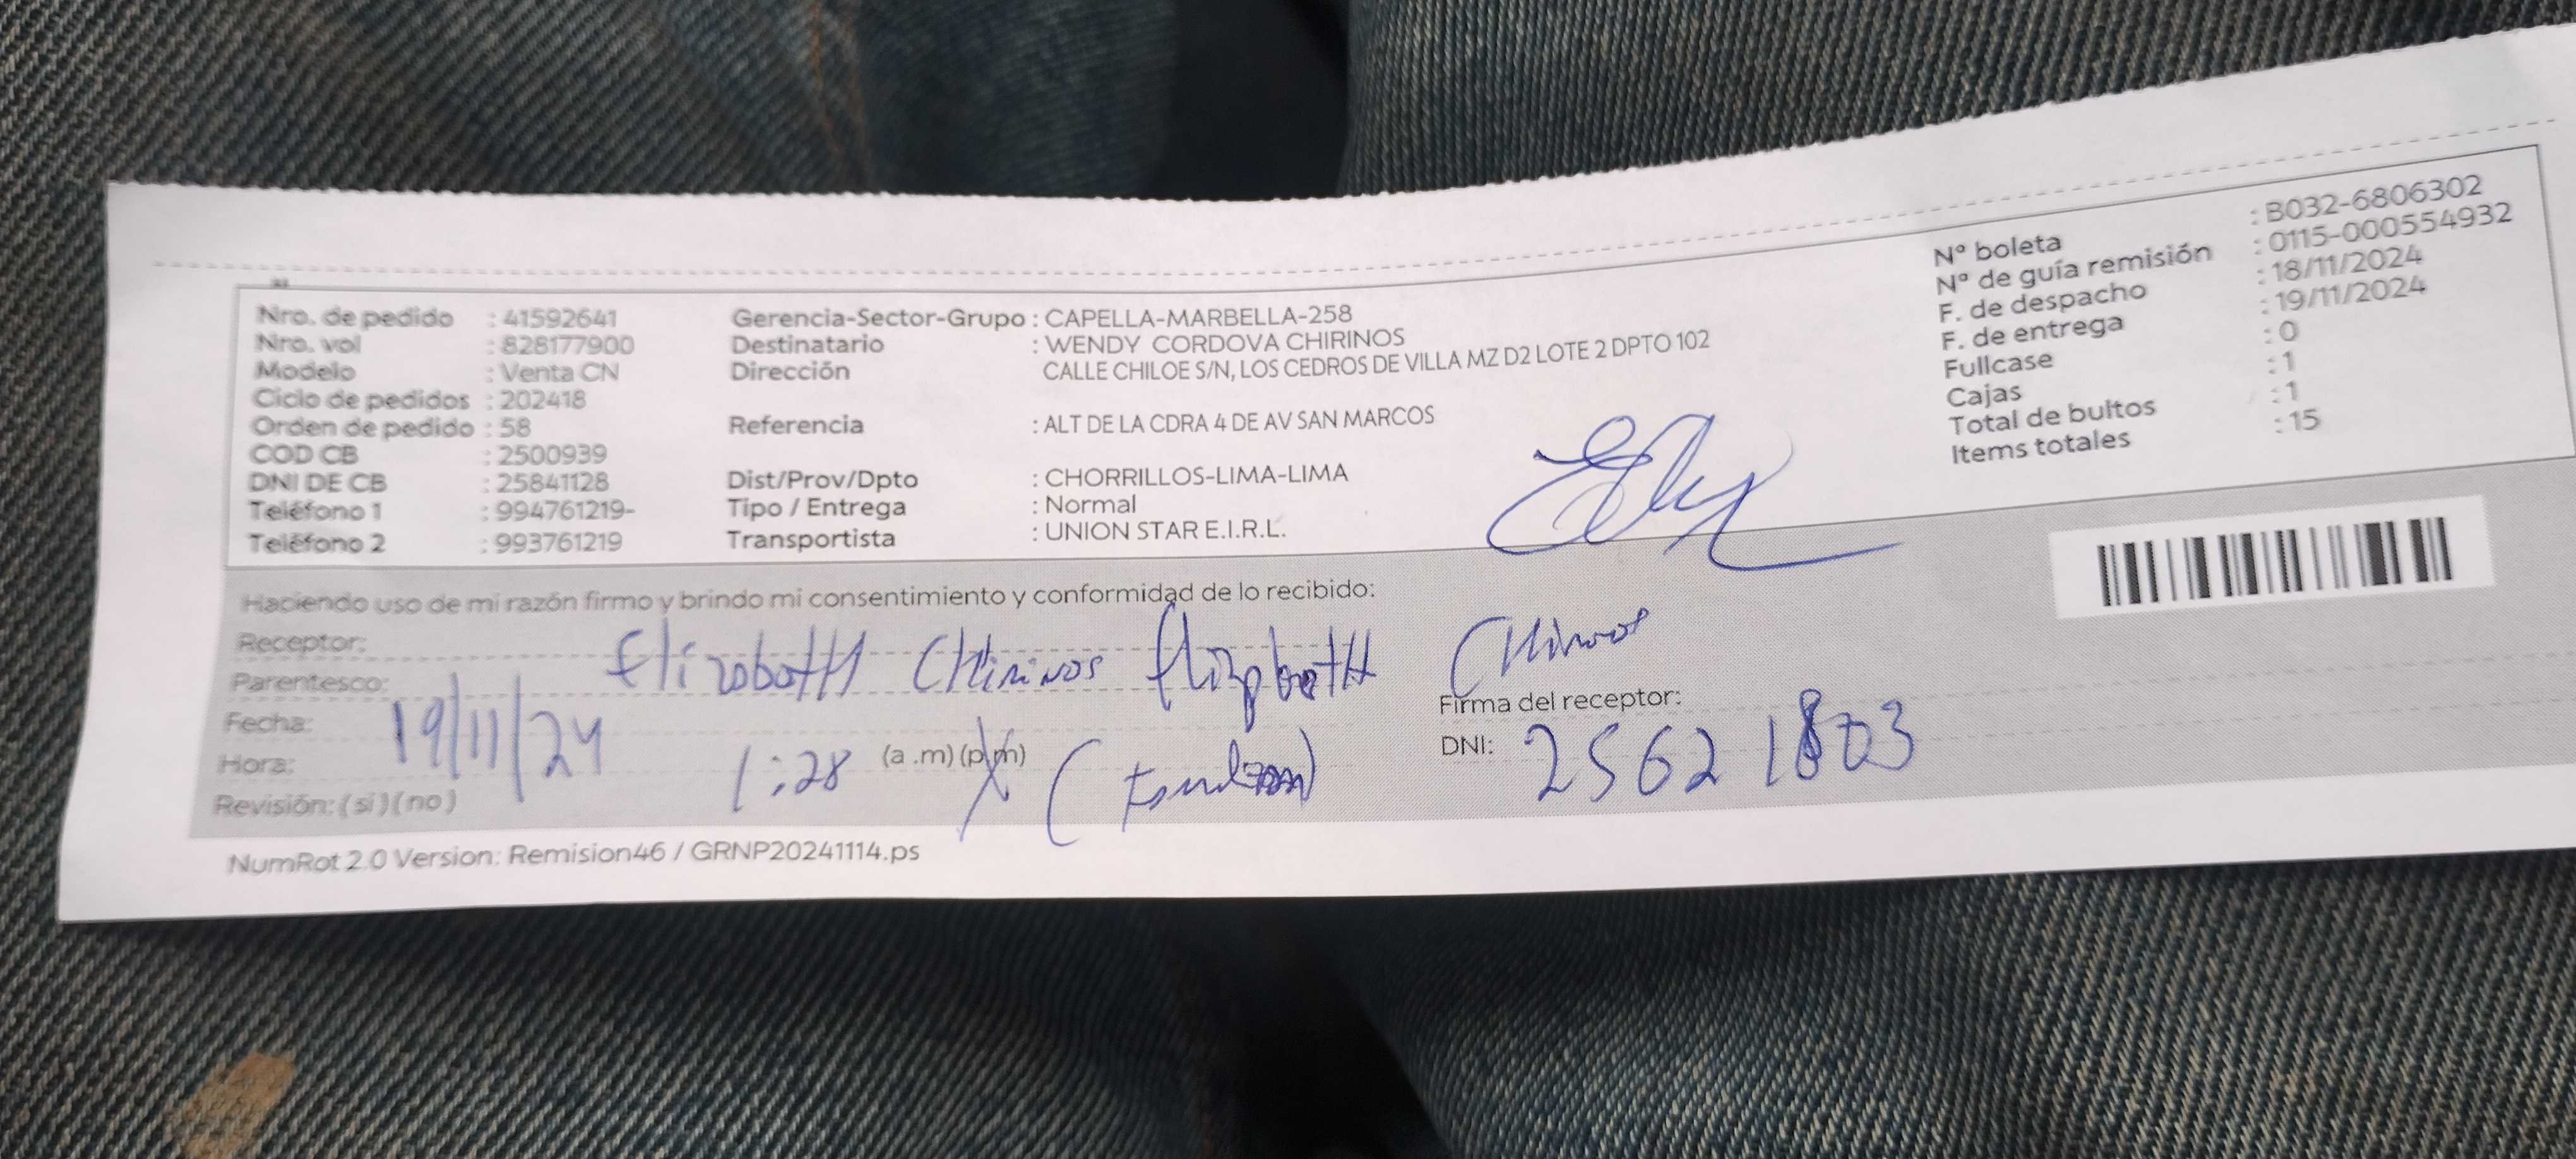 Nro. de pedido : 41592641
Nro. vol : 828177900
Modelo : Venta CN
Ciclo de pedidos : 202418
Orden de pedido : 58
COD CB : 2500939
DNI DE CB : 25841128
Teléfono 1 : 994761219-
Teléfono 2 : 993761219
Gerencia-Sector-Grupo : CAPELLA-MARBELLA-258
Destinatario : WENDY CORDOVA CHIRINOS
Dirección CALLE CHILOE S/N, LOS CEDROS DE VILLA MZ D2 LOTE 2 DPTO 102
Referencia : ALT DE LA CDRA 4 DE AV SAN MARCOS
Dist/Prov/Dpto : CHORRILLOS-LIMA-LIMA
Tipo / Entrega : Normal
Transportista : UNION STAR E.I.R.L.
Nº boleta : B032-6806302
Nº de guía remisión : 0115-000554932
F. de despacho : 18/11/2024
F. de entrega : 19/11/2024
Fullcase : 0
Cajas : 1
Total de bultos : 1
Items totales : 15
Haciendo uso de mi razón firmo y brindo mi consentimiento y conformidad de lo recibido:
Receptor: ElizabetH CHirinos ElizabetH CHirinos
Parentesco:
Firma del receptor:
Fecha: 19/11/24
Hora: 1:28 (a .m) (p.m)
DNI: 25621803
Revisión: (si) (no)
NumRot 2.0 Version: Remision46 / GRNP20241114.ps